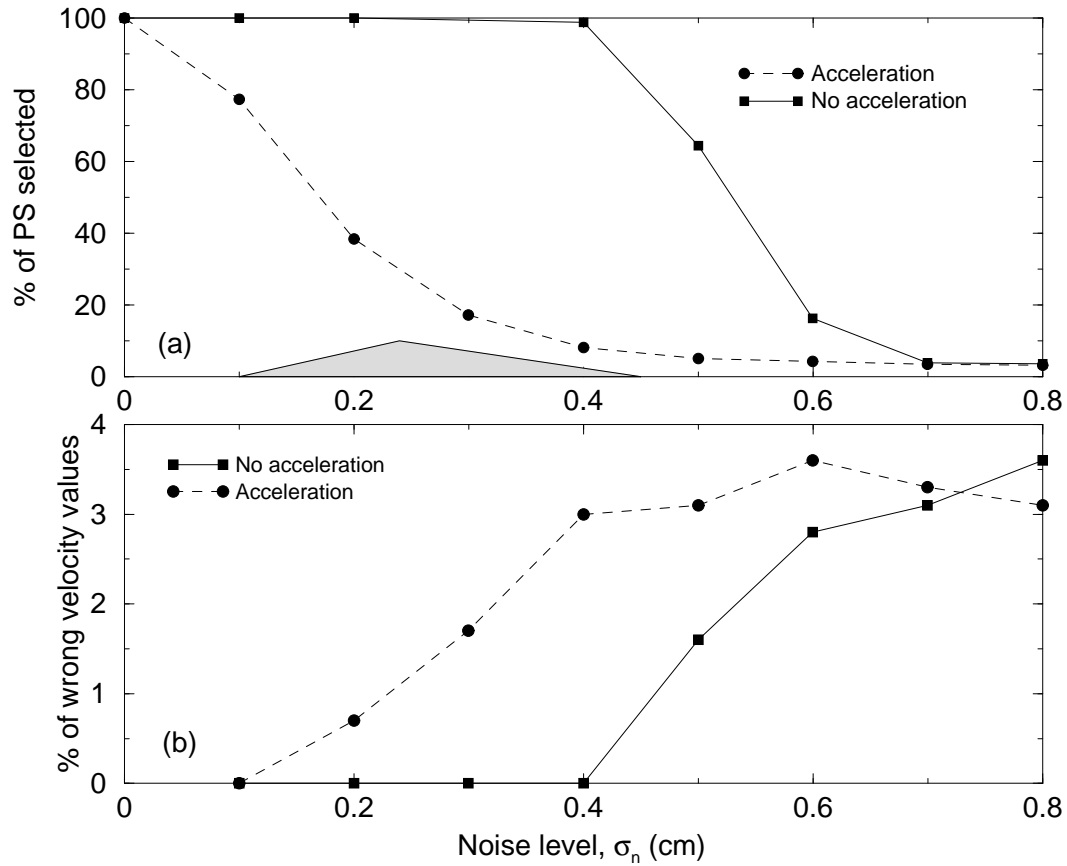 100
80
60
40
20
0
% of PS selected
Acceleration
No acceleration
(a)
0 0.2 0.4 0.6 0.8
4
3
2
1
0
% of wrong velocity values
No acceleration
Acceleration
(b)
0 0.2 0.4 0.6 0.8
Noise level, σn (cm)